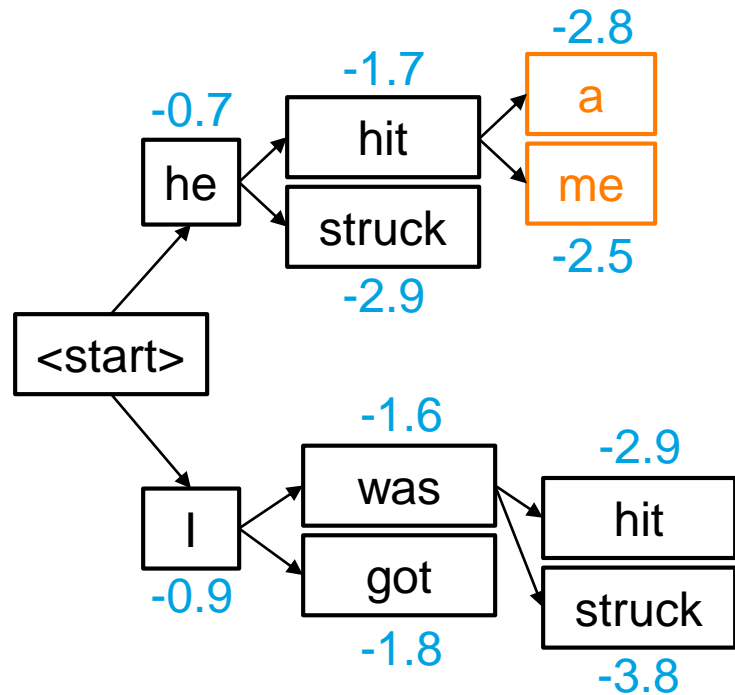 -2.8
-1.7
a
-0.7
hit
he
me
struck
-2.5
-2.9
<start>
-1.6
-2.9
was
hit
I
got
-0.9
struck
-1.8
-3.8